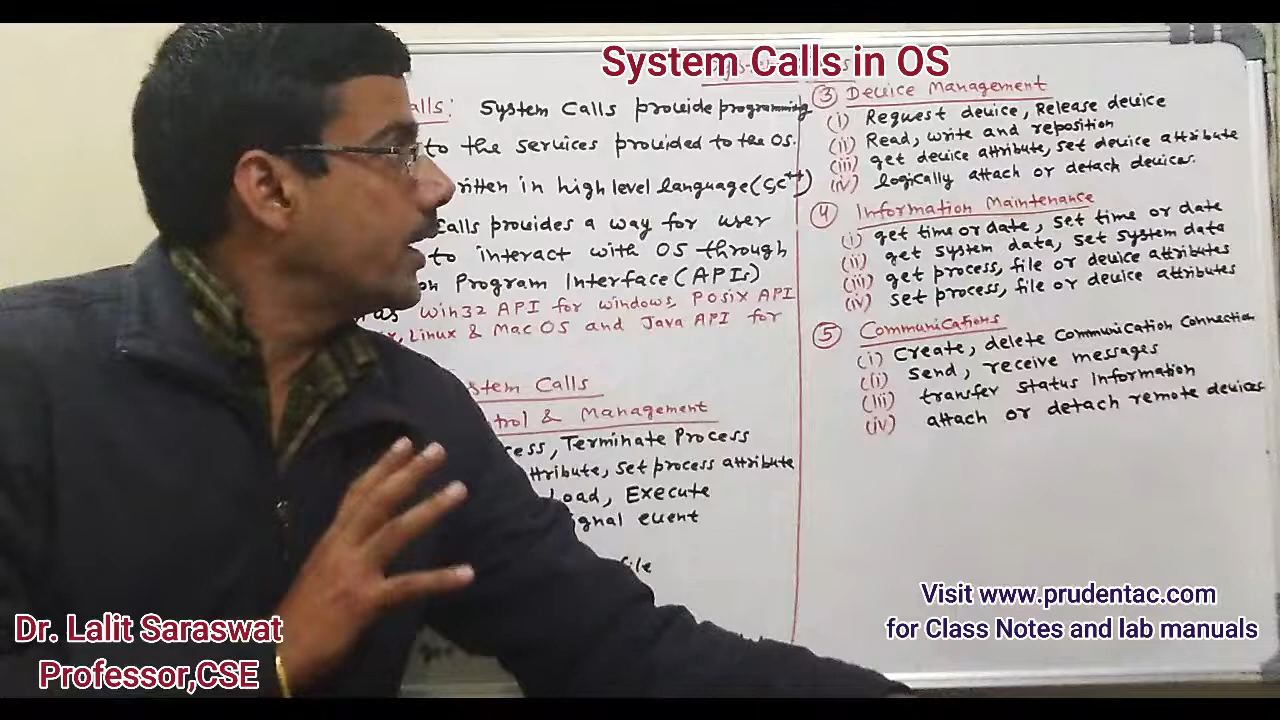 System Calls in OS
alls: System Calls provide programming
to the services provided to the OS.
ritten in high level language (C, C++)
Calls provides a way for user
to interact with OS through
on Program Interface (APIs)
as Win32 API for windows, POSIX API
x, Linux & Mac OS and Java API for
stem Calls
trol & Management
cess, Terminate Process
ttribute, set process attribute
Load, Execute
ignal event
file
③ Device Management
(i) Request device, Release device
(ii) Read, write and reposition
(iii) get device attribute, set device attribute
(iv) logically attach or detach devices.
④ Information Maintenance
(i) get time or date, set time or date
(ii) get system data, set system data
(iii) get process, file or device attributes
(iv) set process, file or device attributes
⑤ Communications
(i) Create, delete Communication Connection
(ii) send, receive messages
(iii) transfer status Information
(iv) attach or detach remote devices
Visit www.prudentac.com
for Class Notes and lab manuals
Dr. Lalit Saraswat
Professor,CSE